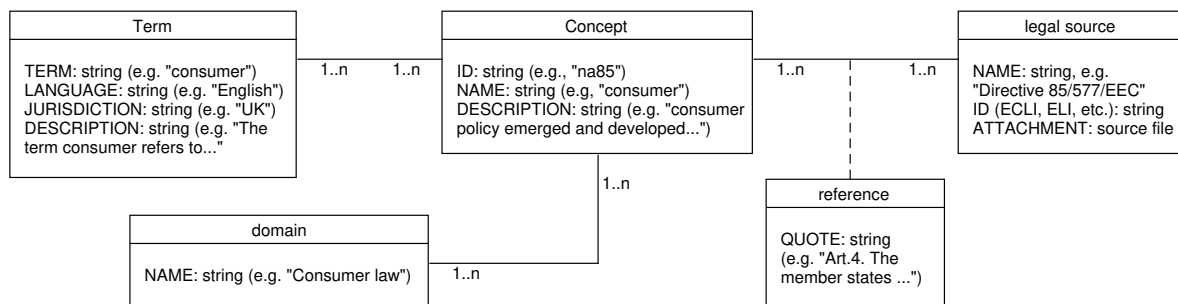 Term
TERM: string (e.g. "consumer")
LANGUAGE: string (e.g. "English")
JURISDICTION: string (e.g. "UK")
DESCRIPTION: string (e.g. "The
term consumer refers to..."
1..n
1..n
Concept
ID: string (e.g., "na85")
NAME: string (e.g, "consumer")
DESCRIPTION: string (e.g. "consumer
policy emerged and developed...")
1..n
1..n
legal source
NAME: string, e.g.
"Directive 85/577/EEC"
ID (ECLI, ELI, etc.): string
ATTACHMENT: source file
1..n
reference
QUOTE: string
(e.g. "Art.4. The
member states ...")
domain
NAME: string (e.g. "Consumer law")
1..n